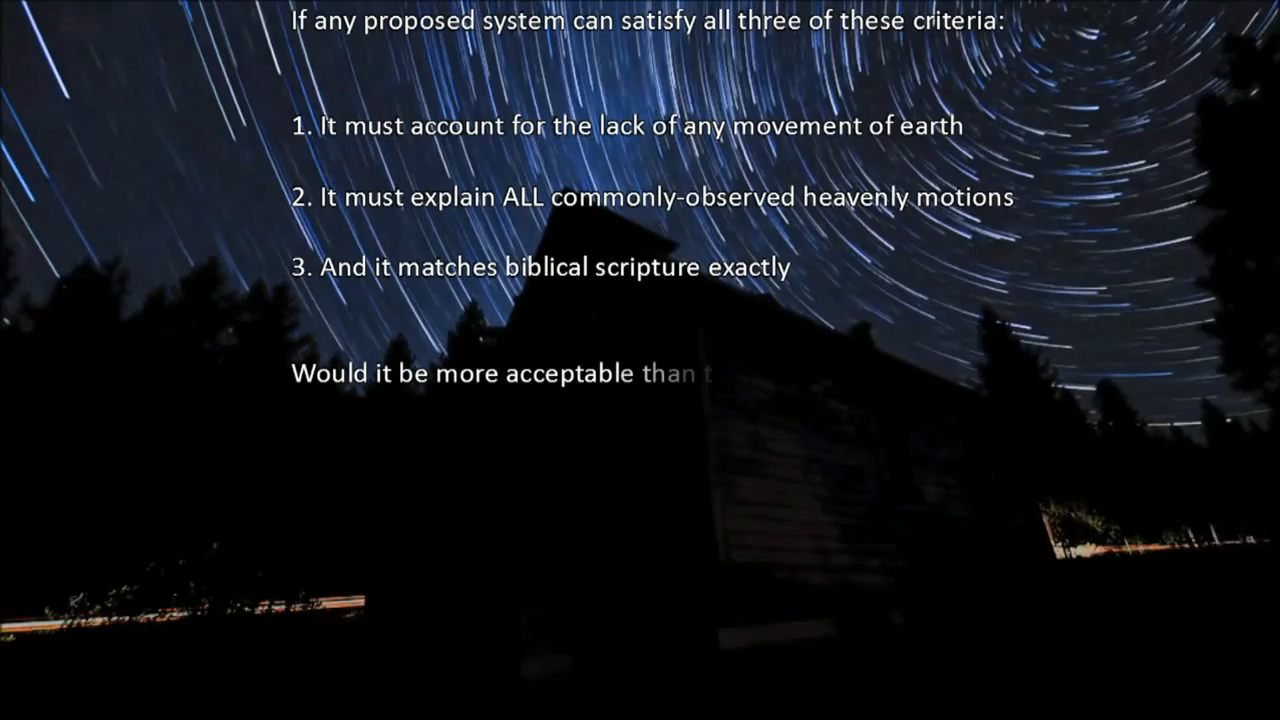 If any proposed system can satisfy all three of these criteria:
1. It must account for the lack of any movement of earth
2. It must explain ALL commonly-observed heavenly motions
3. And it matches biblical scripture exactly
Would it be more acceptable than t